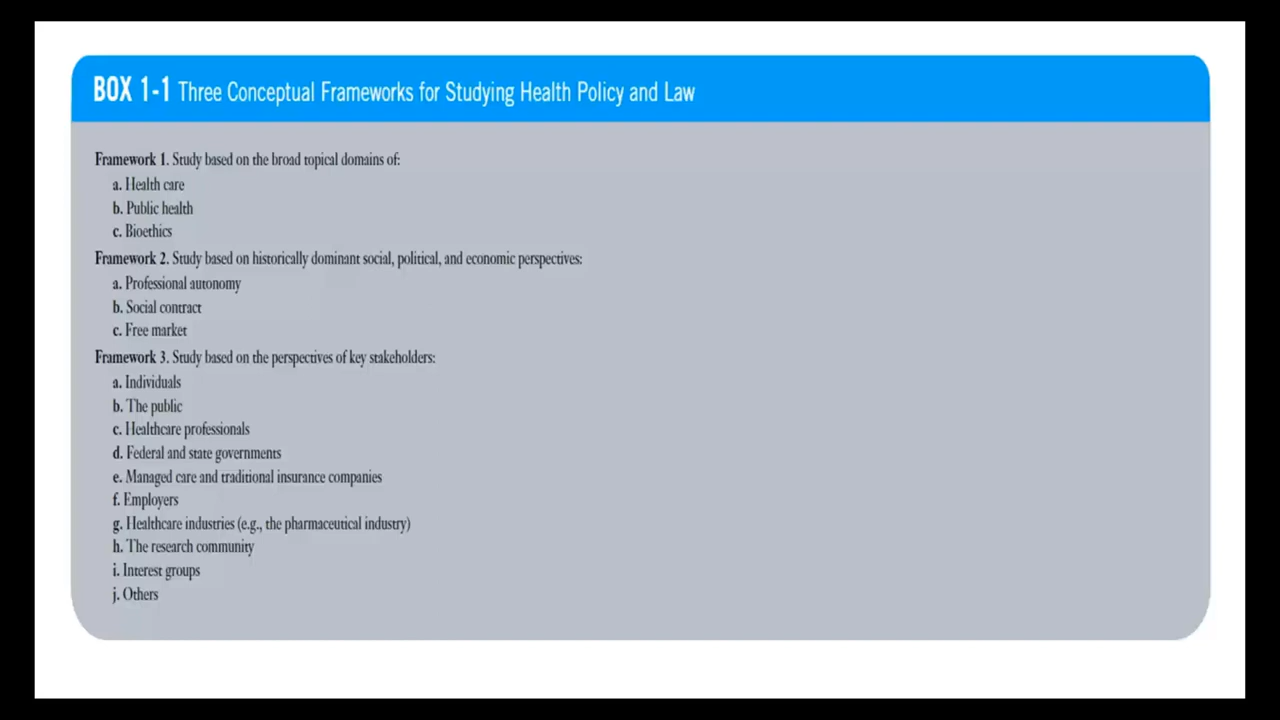 BOX 1-1 Three Conceptual Frameworks for Studying Health Policy and Law
Framework 1. Study based on the broad topical domains of:
a. Health care
b. Public health
c. Bioethics
Framework 2. Study based on historically dominant social, political, and economic perspectives:
a. Professional autonomy
b. Social contract
c. Free market
Framework 3. Study based on the perspectives of key stakeholders:
a. Individuals
b. The public
c. Healthcare professionals
d. Federal and state governments
e. Managed care and traditional insurance companies
f. Employers
g. Healthcare industries (e.g., the pharmaceutical industry)
h. The research community
i. Interest groups
j. Others